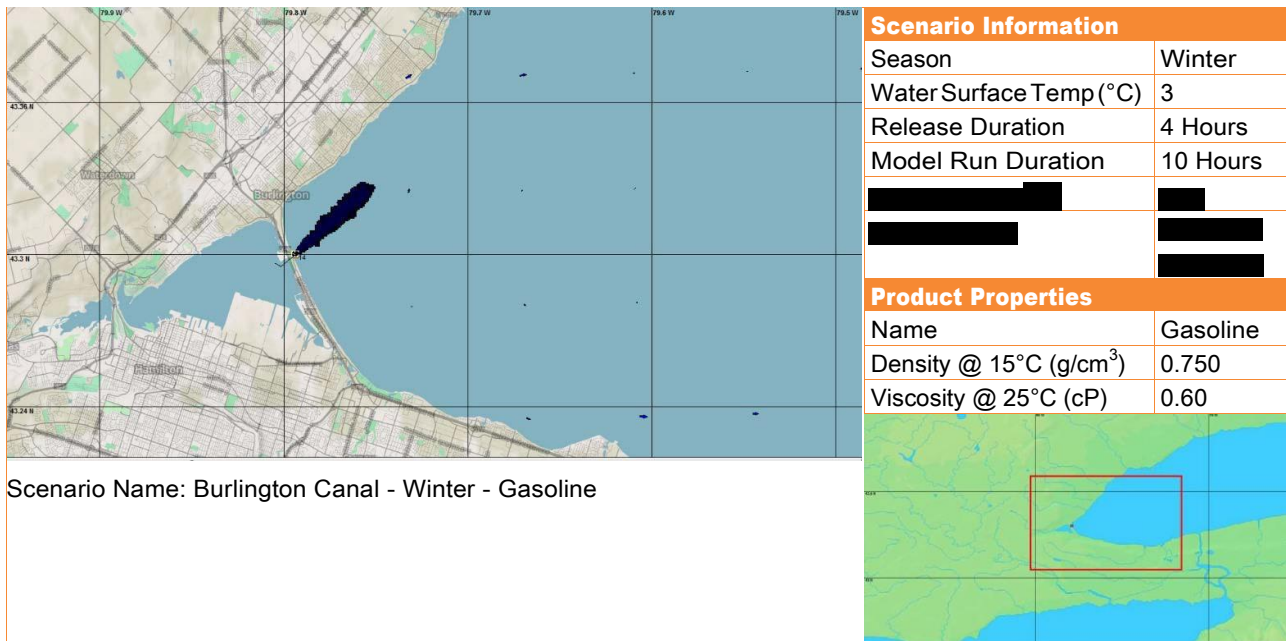 79.9 W
79.8 W
79.7 W
79.6 W
79.5 W
43.36 N
Waterdown
Burlington
43.3 N
14
Hamilton
43.24 N
Scenario Name: Burlington Canal - Winter - Gasoline
Scenario Information
Season Winter
Water Surface Temp (°C) 3
Release Duration 4 Hours
Model Run Duration 10 Hours
Product Properties
Name Gasoline
Density @ 15°C (g/cm³) 0.750
Viscosity @ 25°C (cP) 0.60